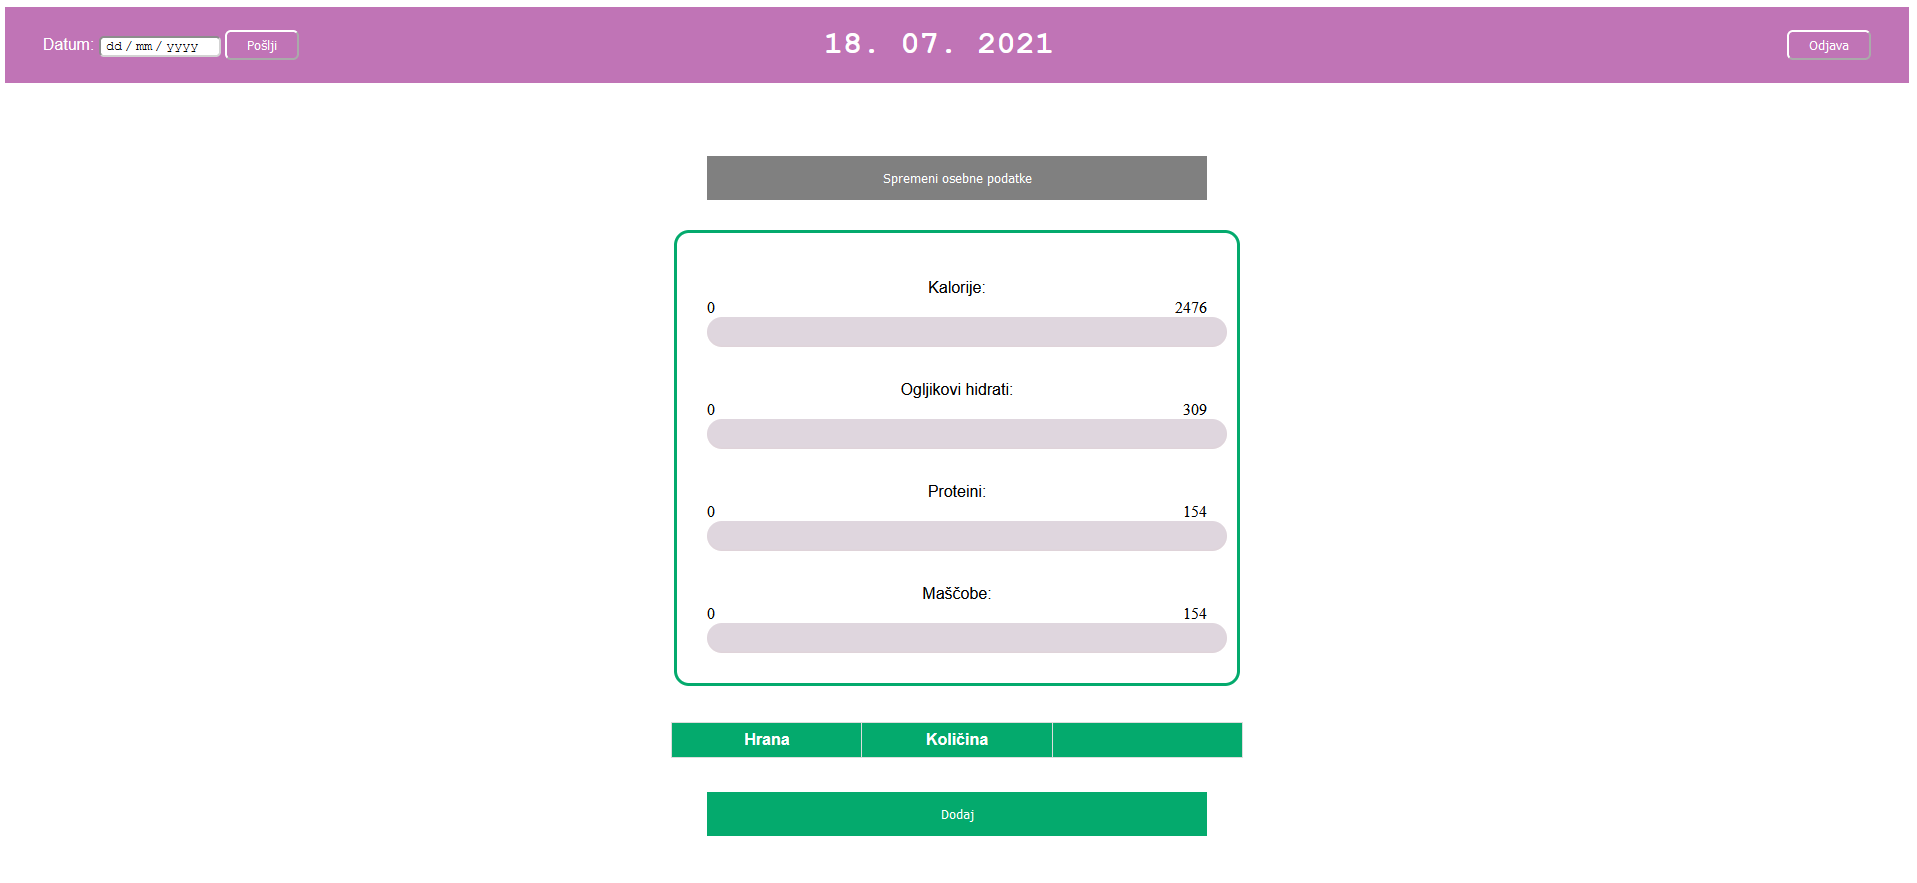 Datum: dd / mm / yyyy Pošlji 18. 07. 2021 Odjava
Spremeni osebne podatke
Kalorije:
0 2476
Ogljikovi hidrati:
0 309
Proteini:
0 154
Maščobe:
0 154
Hrana Količina
Dodaj